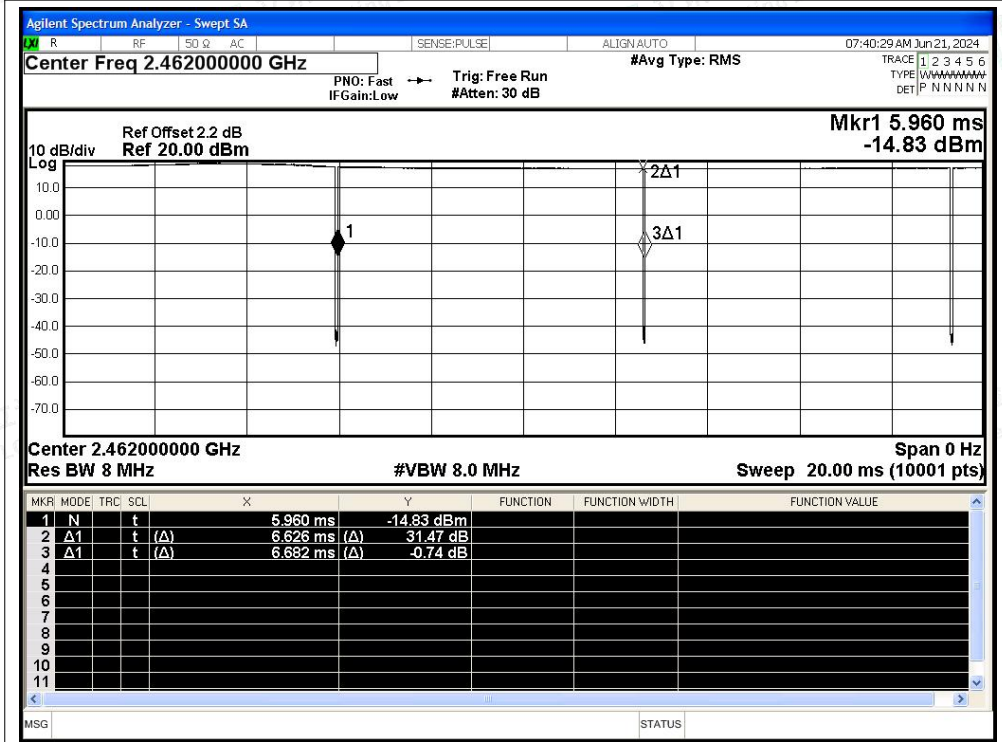 Agilent Spectrum Analyzer - Swept SA
LXI R RF 50 Ω AC SENSE:PULSE ALIGN AUTO 07:40:29 AM Jun 21, 2024
Center Freq 2.462000000 GHz #Avg Type: RMS TRACE 1 2 3 4 5 6
PNO: Fast Trig: Free Run TYPE WWWWWW
IFGain:Low #Atten: 30 dB DET P N N N N N
Mkr1 5.960 ms
Ref Offset 2.2 dB
10 dB/div Ref 20.00 dBm -14.83 dBm
Log
2Δ1
10.0
0.00
1 3Δ1
-10.0
-20.0
-30.0
-40.0
-50.0
-60.0
-70.0
Center 2.462000000 GHz Span 0 Hz
Res BW 8 MHz #VBW 8.0 MHz Sweep 20.00 ms (10001 pts)
MKR MODE TRC SCL X Y FUNCTION FUNCTION WIDTH FUNCTION VALUE
1 N t 5.960 ms -14.83 dBm
2 Δ1 t (Δ) 6.626 ms (Δ) 31.47 dB
3 Δ1 t (Δ) 6.682 ms (Δ) -0.74 dB
4
5
6
7
8
9
10
11
MSG STATUS